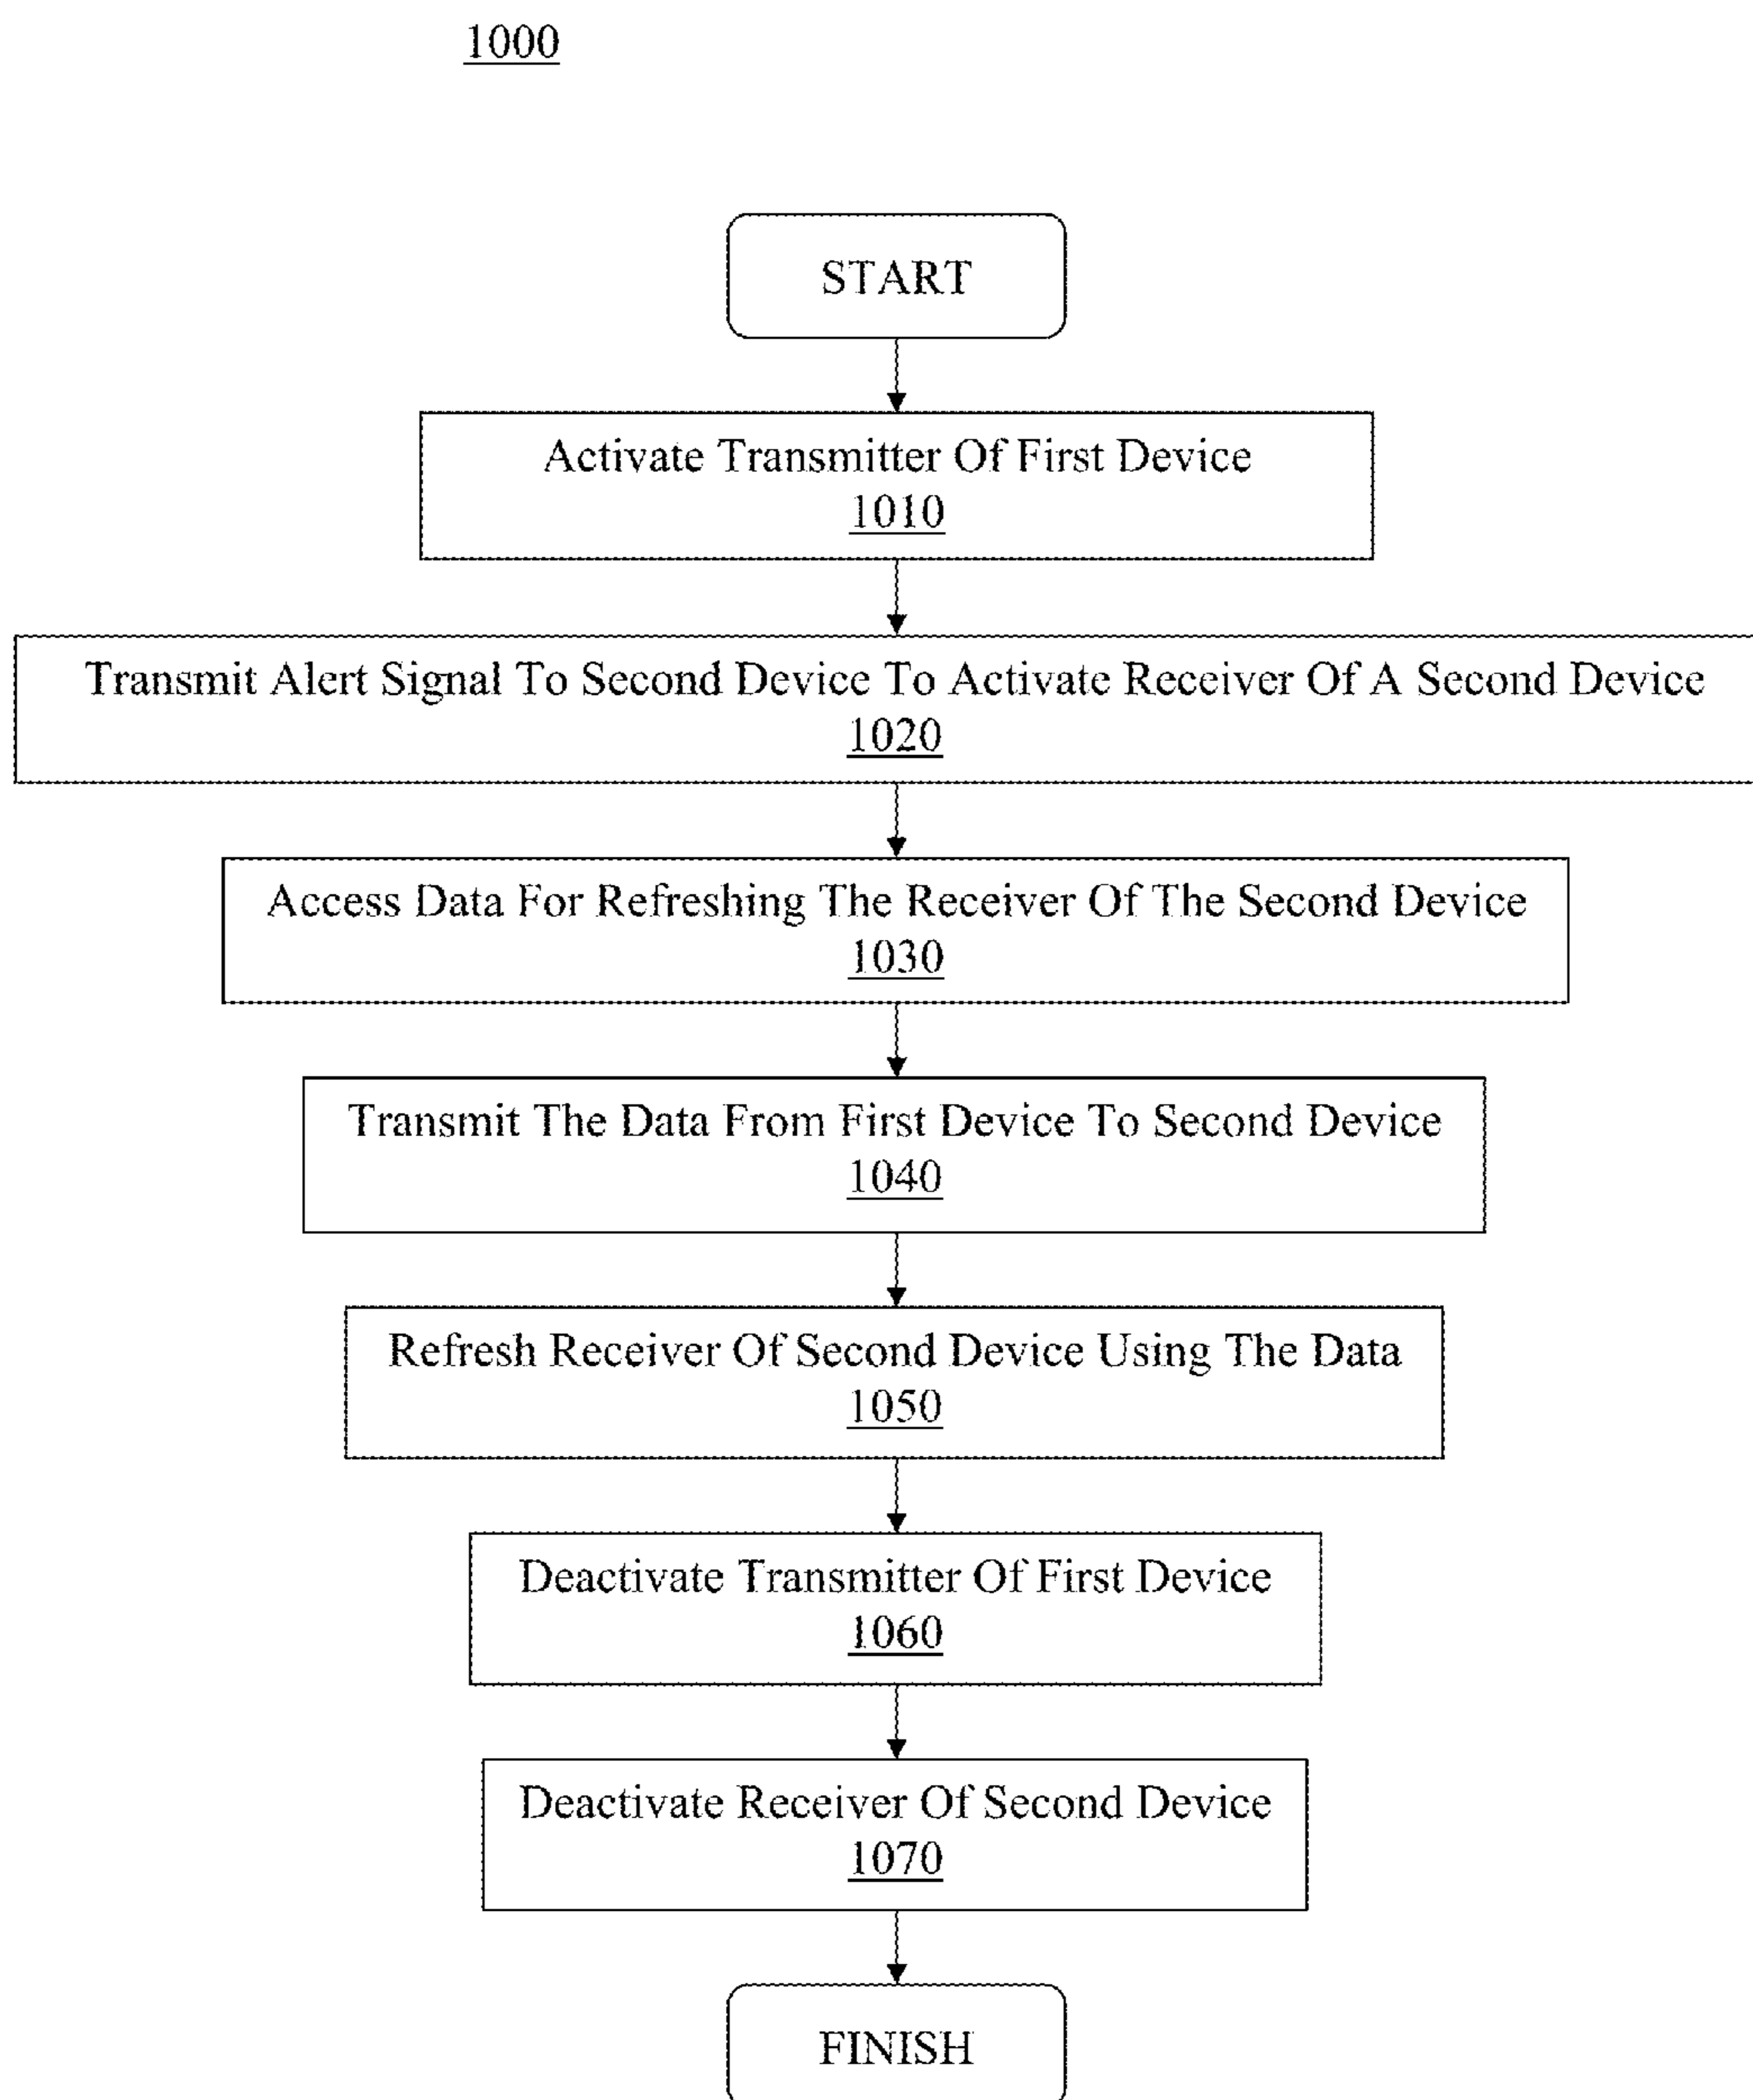 1000
START
Activate Transmitter Of First Device
1010
Transmit Alert Signal To Second Device To Activate Receiver Of A Second Device
1020
Access Data For Refreshing The Receiver Of The Second Device
1030
Transmit The Data From First Device To Second Device
1040
Refresh Receiver Of Second Device Using The Data
1050
Deactivate Transmitter Of First Device
1060
Deactivate Receiver Of Second Device
1070
FINISH